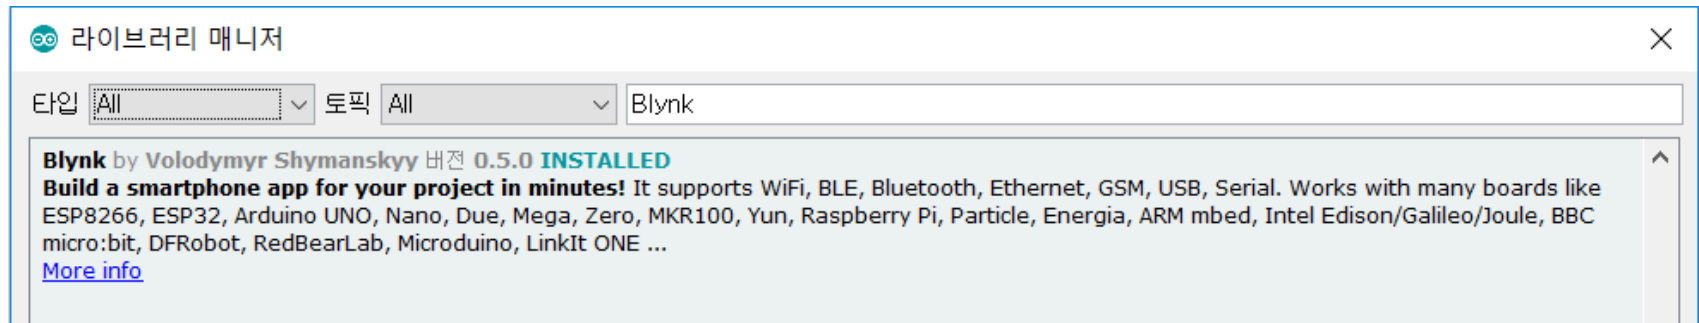 라이브러리 매니저
타입 All 토픽 All Blynk
Blynk by Volodymyr Shymanskyy 버전 0.5.0 INSTALLED
Build a smartphone app for your project in minutes! It supports WiFi, BLE, Bluetooth, Ethernet, GSM, USB, Serial. Works with many boards like
ESP8266, ESP32, Arduino UNO, Nano, Due, Mega, Zero, MKR100, Yun, Raspberry Pi, Particle, Energia, ARM mbed, Intel Edison/Galileo/Joule, BBC
micro:bit, DFRobot, RedBearLab, Microduino, LinkIt ONE ...
More info